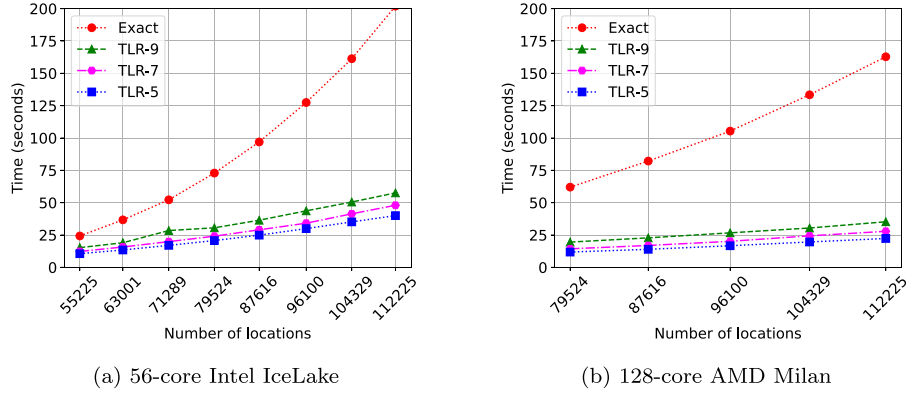 200
175
150
125
100
75
50
25
0
Time (seconds)
Exact
TLR-9
TLR-7
TLR-5
55225
63001
71289
79524
87616
96100
104329
112225
Number of locations
(a) 56-core Intel IceLake
200
175
150
125
100
75
50
25
0
Time (seconds)
Exact
TLR-9
TLR-7
TLR-5
79524
87616
96100
104329
112225
Number of locations
(b) 128-core AMD Milan